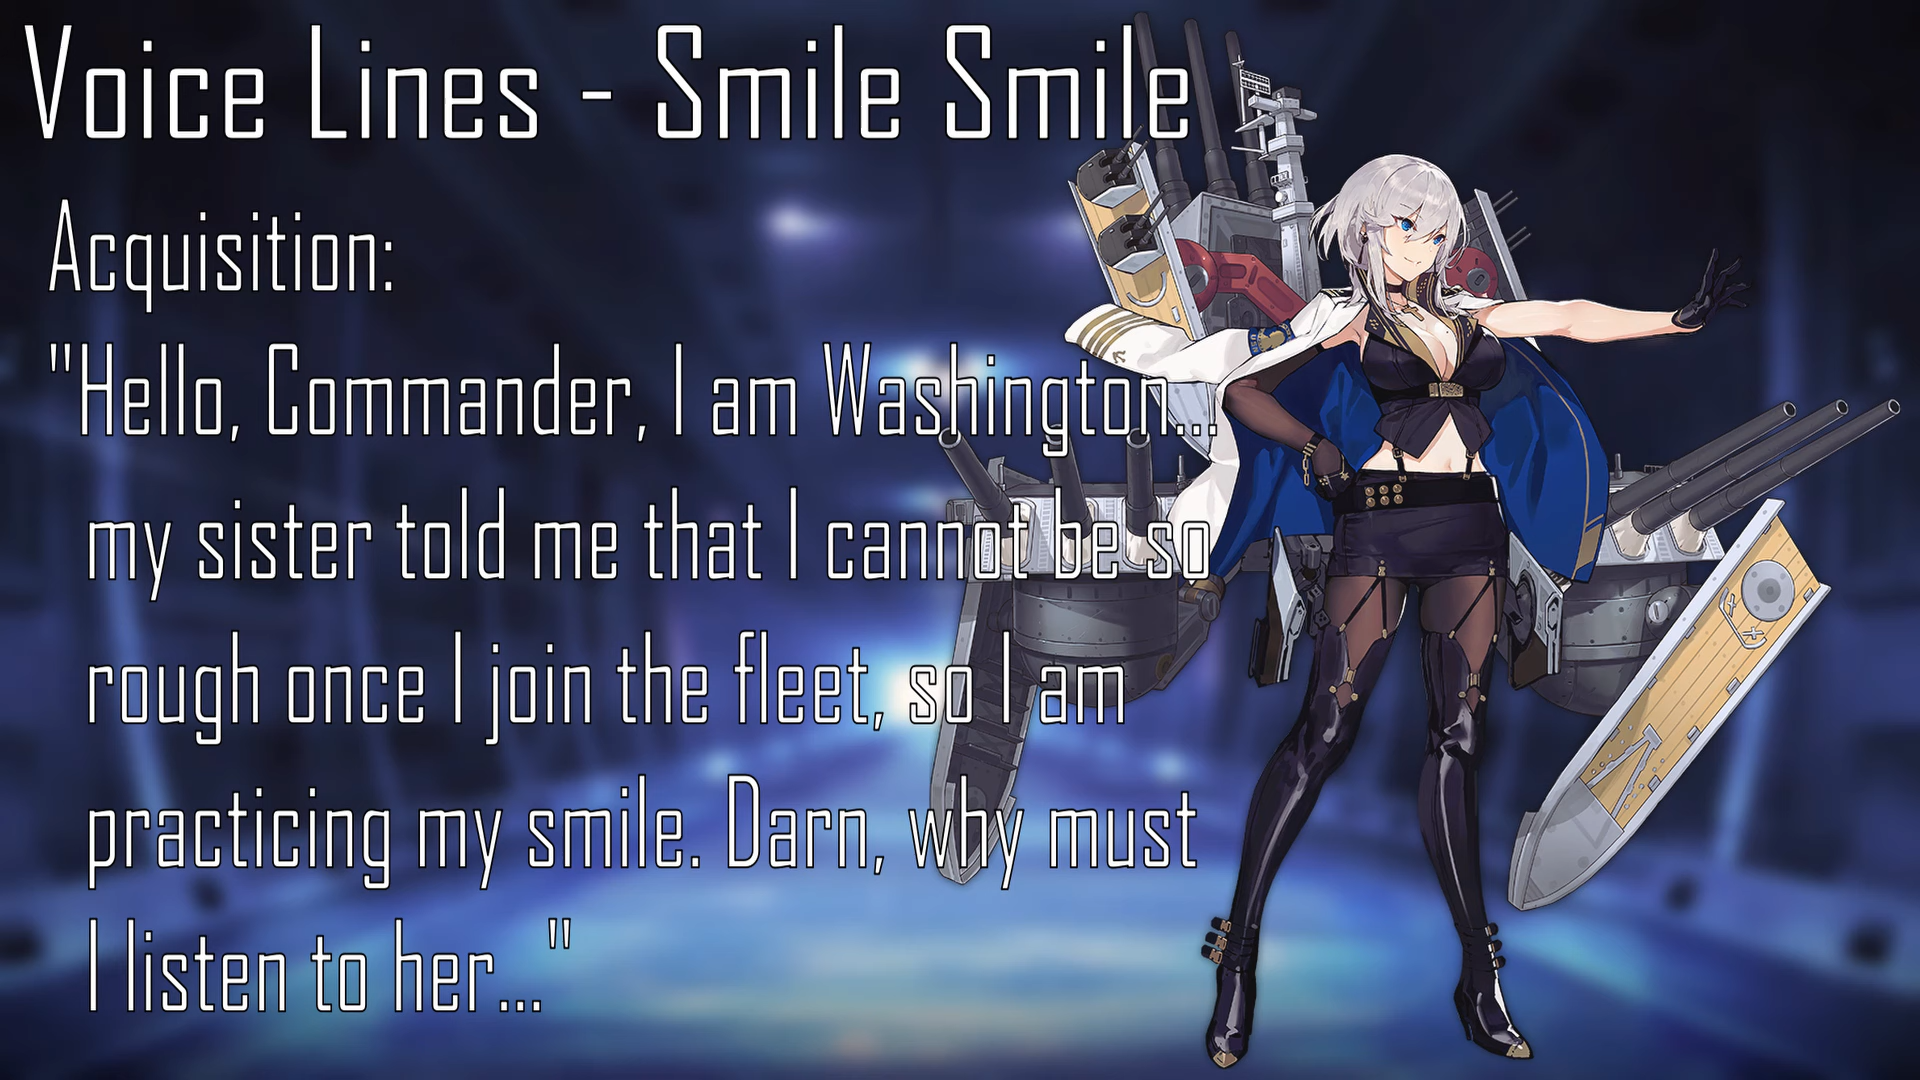 Voice Lines - Smile Smile
Acquisition:
"Hello, Commander, I am Washington...
my sister told me that I cannot be so
rough once I join the fleet, so I am
practicing my smile. Darn, why must
I listen to her..."